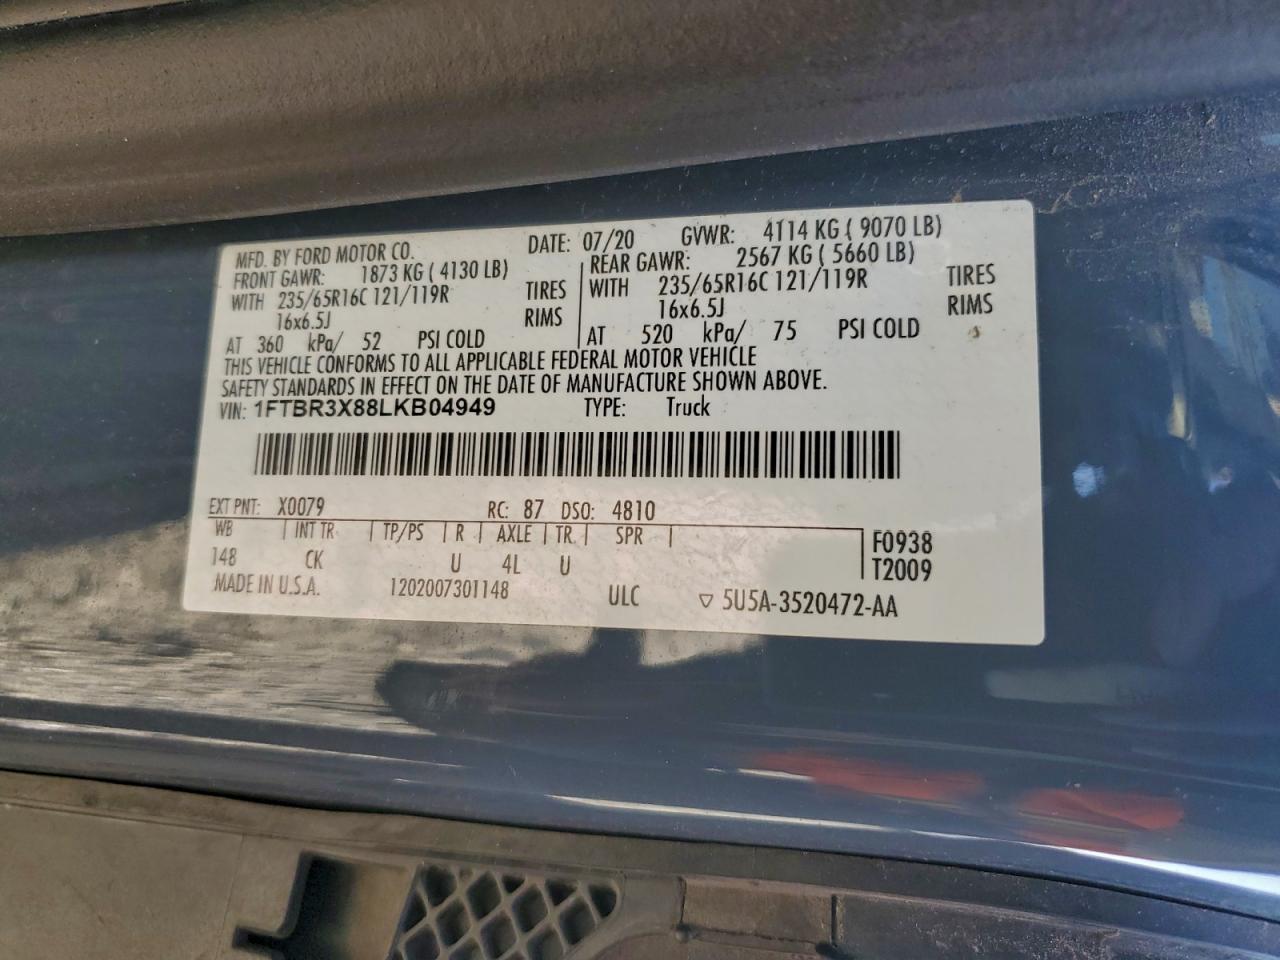 MFD. BY FORD MOTOR CO. DATE: 07/20 GVWR: 4114 KG ( 9070 LB)
FRONT GAWR: 1873 KG ( 4130 LB) REAR GAWR: 2567 KG ( 5660 LB)
WITH 235/65R16C 121/119R TIRES WITH 235/65R16C 121/119R TIRES
16x6.5J RIMS 16x6.5J RIMS
AT 360 kPa/ 52 PSI COLD AT 520 kPa/ 75 PSI COLD
THIS VEHICLE CONFORMS TO ALL APPLICABLE FEDERAL MOTOR VEHICLE
SAFETY STANDARDS IN EFFECT ON THE DATE OF MANUFACTURE SHOWN ABOVE.
VIN: 1FTBR3X88LKB04949 TYPE: Truck
EXT PNT: X0079 RC: 87 DSO: 4810
WB INT TR TP/PS R AXLE TR SPR F0938
148 CK U 4L U T2009
MADE IN U.S.A. 1202007301148 ULC ▽ 5U5A-3520472-AA